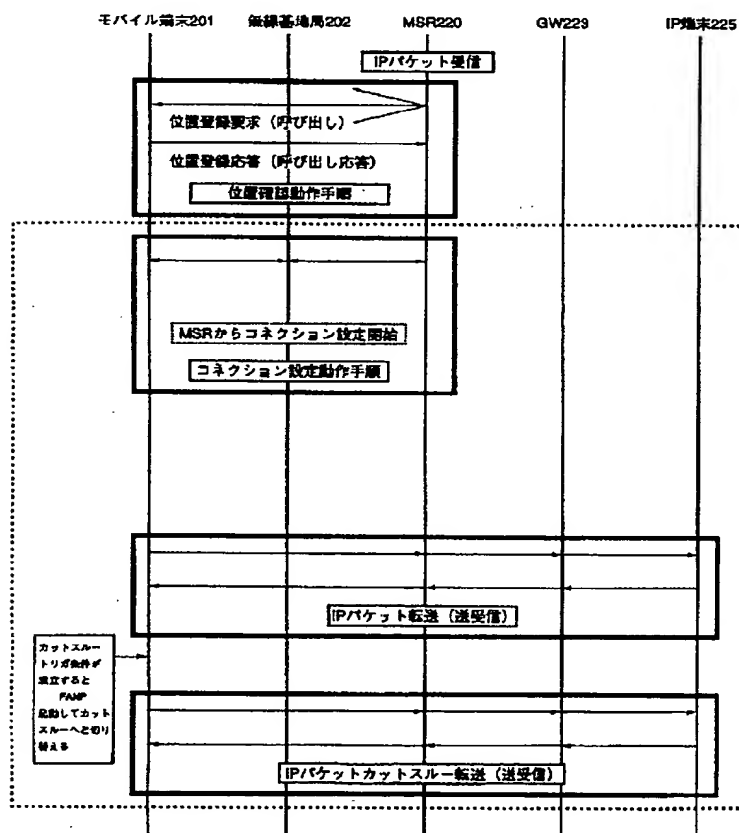 モバイル端末201
無線基地局202
MSR220
GW223
IP端末225
IPパケット受信
位置登録要求（呼び出し）
位置登録応答（呼び出し応答）
位置確認動作手順
MSRからコネクション設定開始
コネクション設定動作手順
IPパケット転送（送受信）
カットスルー
トリガ条件が
成立すると
FANP
起動してカット
スルーへと切り
替える
IPパケットカットスルー転送（送受信）